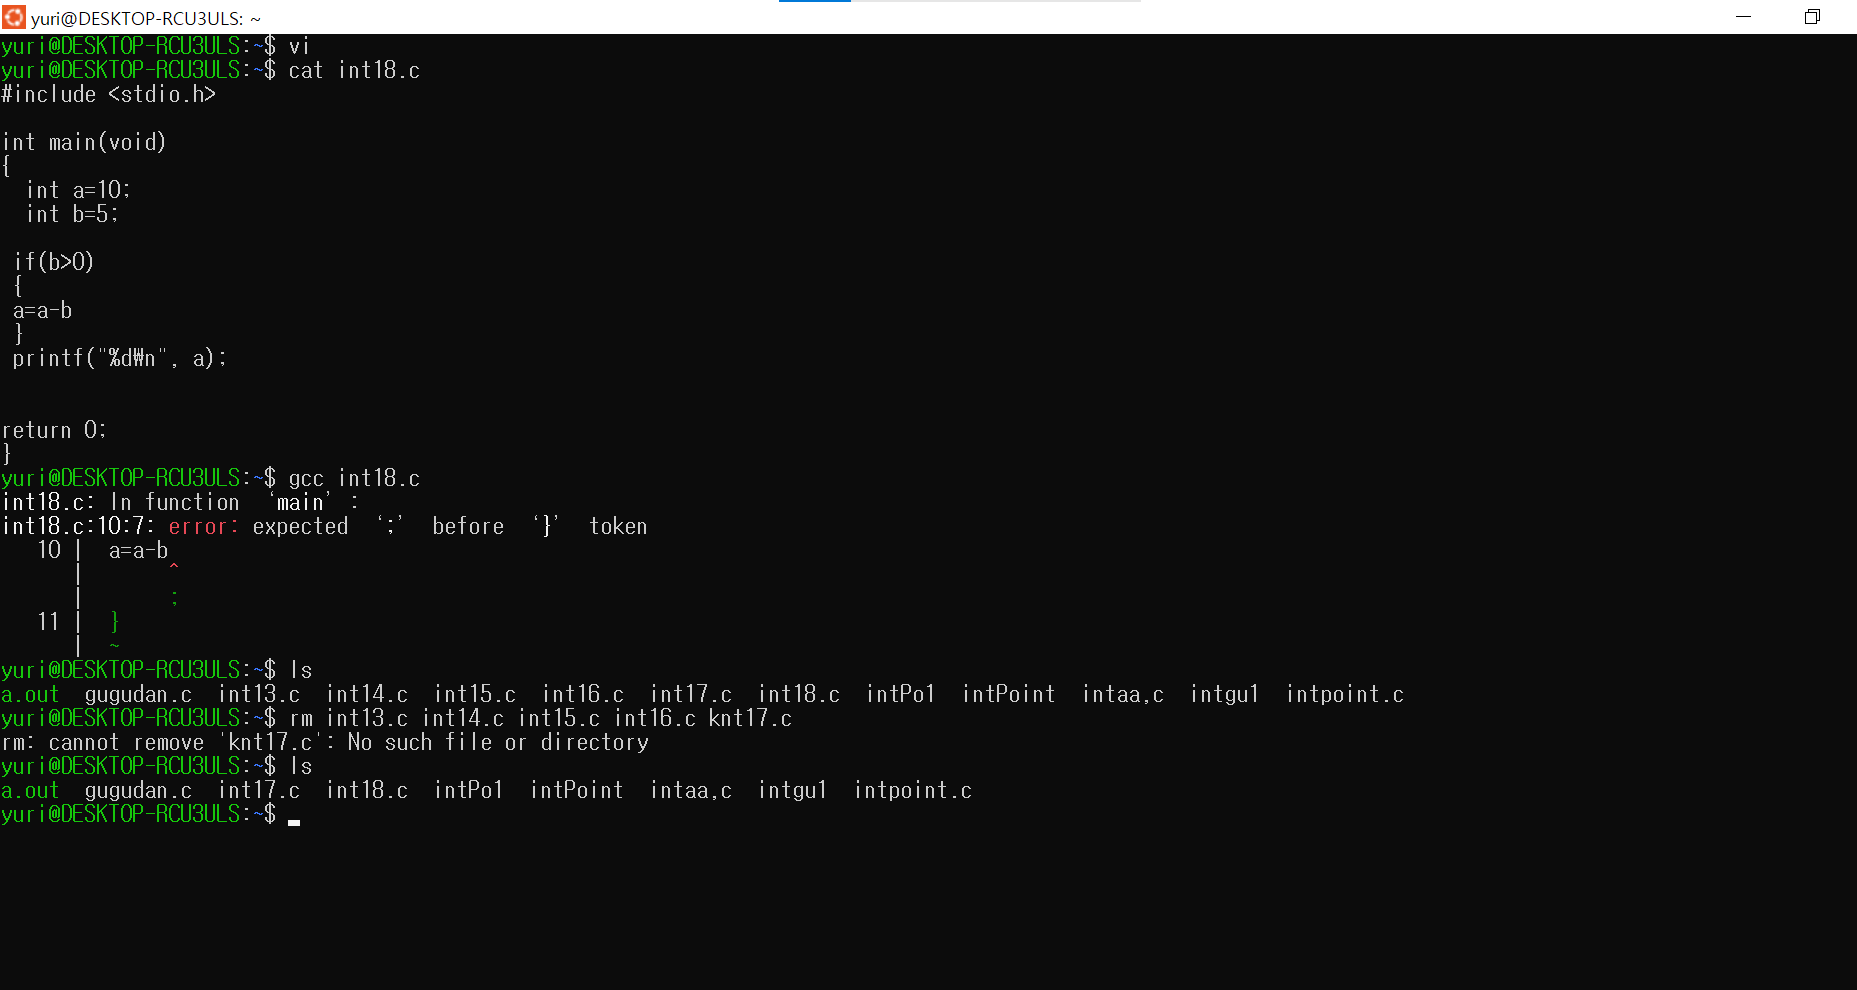 yuri@DESKTOP-RCU3ULS: ~
yuri@DESKTOP-RCU3ULS:~$ vi
yuri@DESKTOP-RCU3ULS:~$ cat int18.c
#include <stdio.h>
int main(void)
{
  int a=10;
  int b=5;
 if(b>0)
 {
 a=a-b
 }
 printf("%d₩n", a);
return 0;
}
yuri@DESKTOP-RCU3ULS:~$ gcc int18.c
int18.c: In function ‘main’:
int18.c:10:7: error: expected ‘;’ before ‘}’ token
   10 |  a=a-b
      |       ^
      |       ;
   11 |  }
      |  ~
yuri@DESKTOP-RCU3ULS:~$ ls
a.out  gugudan.c  int13.c  int14.c  int15.c  int16.c  int17.c  int18.c  intPo1  intPoint  intaa,c  intgu1  intpoint.c
yuri@DESKTOP-RCU3ULS:~$ rm int13.c int14.c int15.c int16.c knt17.c
rm: cannot remove 'knt17.c': No such file or directory
yuri@DESKTOP-RCU3ULS:~$ ls
a.out  gugudan.c  int17.c  int18.c  intPo1  intPoint  intaa,c  intgu1  intpoint.c
yuri@DESKTOP-RCU3ULS:~$